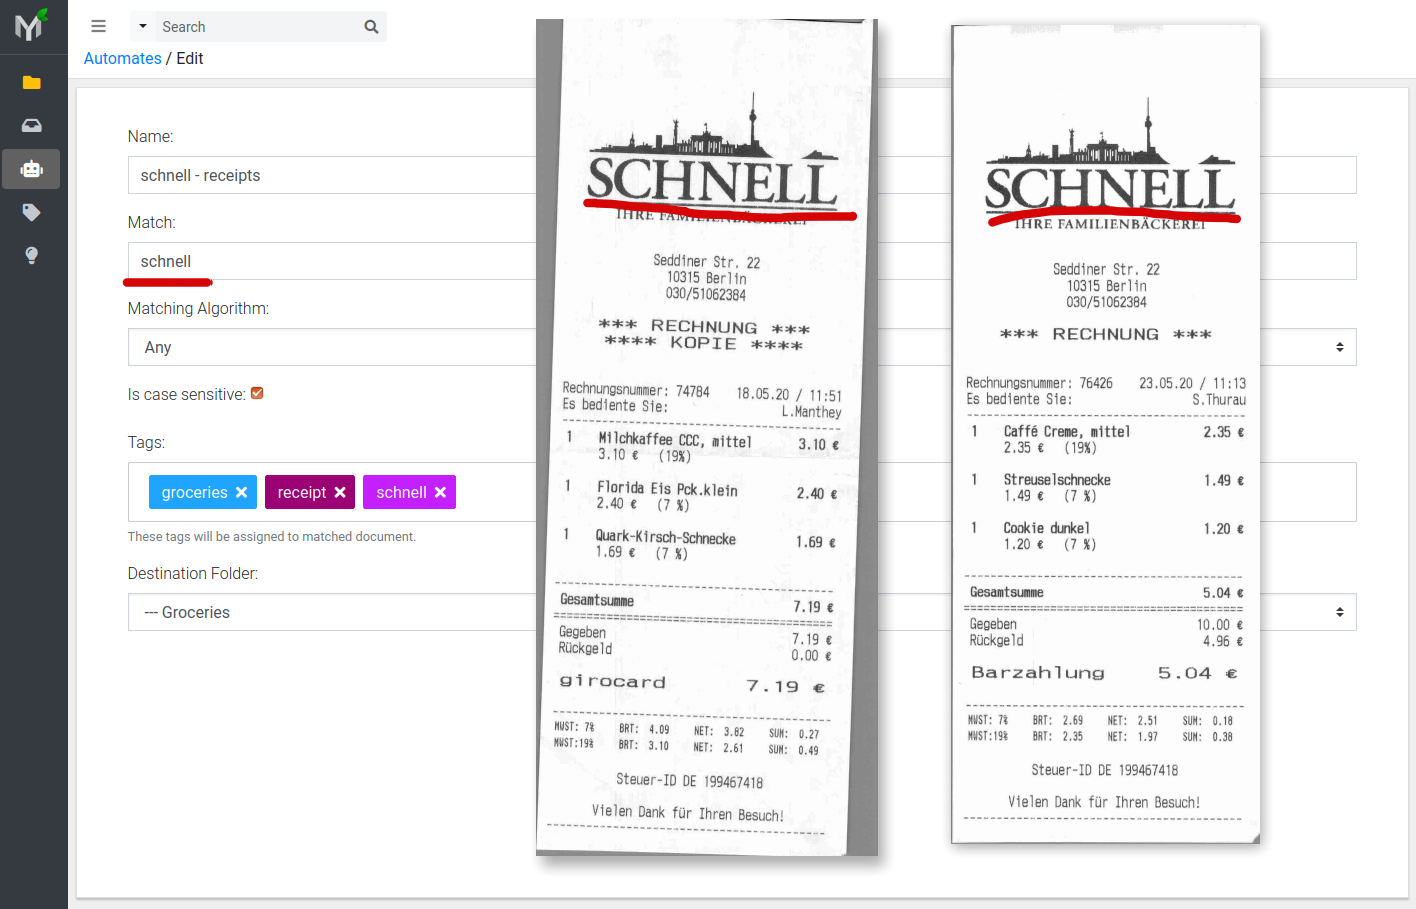 Search
Automates / Edit
Name:
schnell - receipts
Match:
schnell
Matching Algorithm:
Any
Is case sensitive:
Tags:
groceries
receipt
schnell
These tags will be assigned to matched document.
Destination Folder:
--- Groceries
SCHNELL
IHRE FAMILIENBÄCKEREI
Seddiner Str. 22
10315 Berlin
030/51062384
*** RECHNUNG ***
**** KOPIE ****
Rechnungsnummer: 74784 18.05.20 / 11:51
Es bediente Sie: L.Manthey
1 Milchkaffee CCC, mittel 3.10 €
3.10 € (19%)
1 Florida Eis Pck.klein 2.40 €
2.40 € (7 %)
1 Quark-Kirsch-Schnecke 1.69 €
1.69 € (7 %)
Gesamtsumme 7.19 €
Gegeben 7.19 €
Rückgeld 0.00 €
girocard 7.19 €
MWST: 7% BRT: 4.09 NET: 3.82 SUM: 0.27
MWST:19% BRT: 3.10 NET: 2.61 SUM: 0.49
Steuer-ID DE 199467418
Vielen Dank für Ihren Besuch!
SCHNELL
IHRE FAMILIENBÄCKEREI
Seddiner Str. 22
10315 Berlin
030/51062384
*** RECHNUNG ***
Rechnungsnummer: 76426 23.05.20 / 11:13
Es bediente Sie: S.Thurau
1 Caffé Creme, mittel 2.35 €
2.35 € (19%)
1 Streuselschnecke 1.49 €
1.49 € (7 %)
1 Cookie dunkel 1.20 €
1.20 € (7 %)
Gesamtsumme 5.04 €
Gegeben 10.00 €
Rückgeld 4.96 €
Barzahlung 5.04 €
MWST: 7% BRT: 2.69 NET: 2.51 SUM: 0.18
MWST:19% BRT: 2.35 NET: 1.97 SUM: 0.38
Steuer-ID DE 199467418
Vielen Dank für Ihren Besuch!